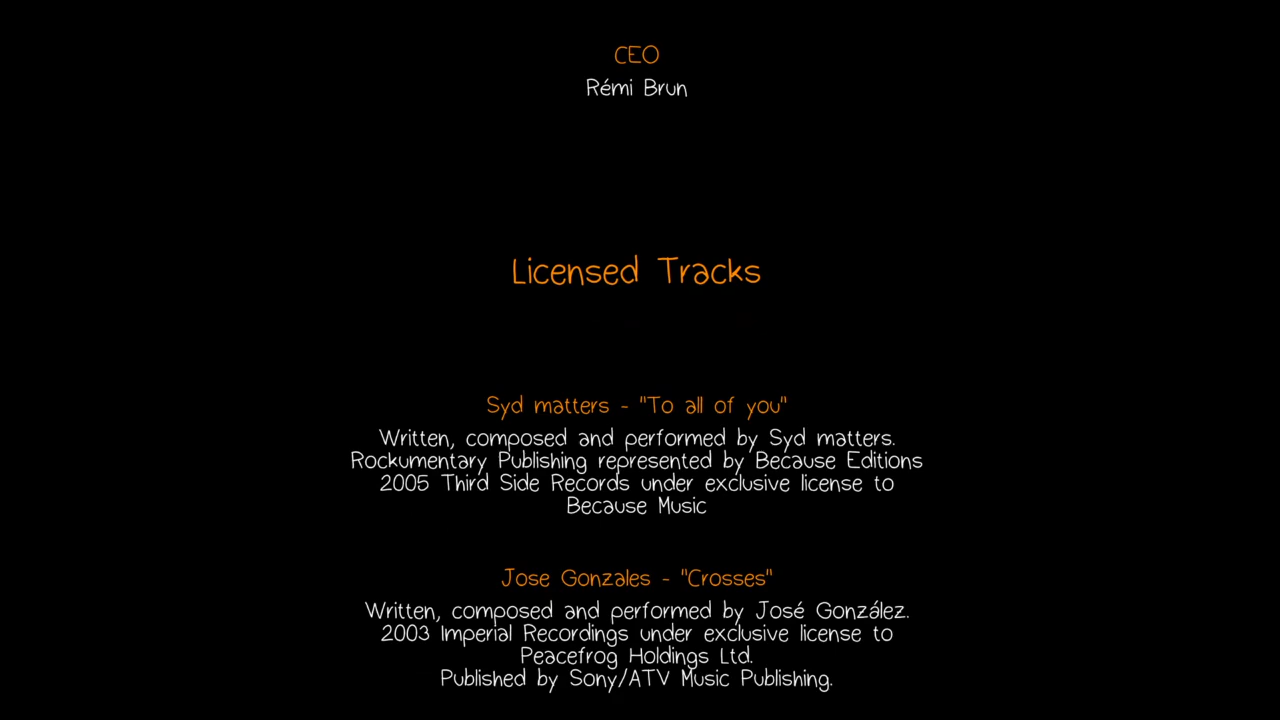 CEO
Rémi Brun
Licensed Tracks
Syd matters - "To all of you"
Written, composed and performed by Syd matters.
Rockumentary Publishing represented by Because Editions
2005 Third Side Records under exclusive license to
Because Music
Jose Gonzales - "Crosses"
Written, composed and performed by José González.
2003 Imperial Recordings under exclusive license to
Peacefrog Holdings Ltd.
Published by Sony/ATV Music Publishing.